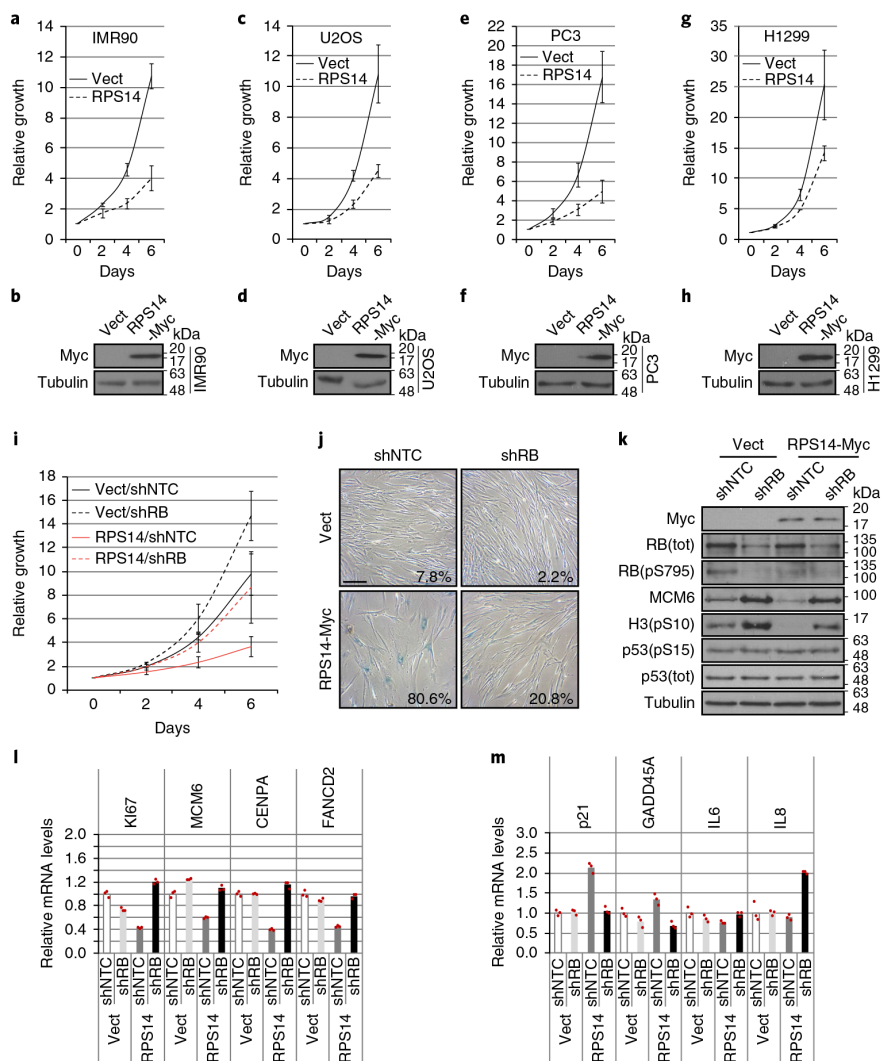 a
IMR90
14
12
10
8
6
4
2
0
Vect
RPS14
Relative growth
0 2 4 6
Days
c
U2OS
14
12
10
8
6
4
2
0
Vect
RPS14
Relative growth
0 2 4 6
Days
e
PC3
22
20
18
16
14
12
10
8
6
4
2
0
Vect
RPS14
Relative growth
0 2 4 6
Days
g
H1299
35
30
25
20
15
10
5
0
Vect
RPS14
Relative growth
0 2 4 6
Days
b
Vect
RPS14
-Myc
kDa
Myc
20
17
Tubulin
63
48
IMR90
d
Vect
RPS14
-Myc
kDa
Myc
20
17
Tubulin
63
48
U2OS
f
Vect
RPS14
-Myc
kDa
Myc
20
17
Tubulin
63
48
PC3
h
Vect
RPS14
-Myc
kDa
Myc
20
17
Tubulin
63
48
H1299
i
18
16
14
12
10
8
6
4
2
0
Vect/shNTC
Vect/shRB
RPS14/shNTC
RPS14/shRB
Relative growth
0 2 4 6
Days
j
shNTC shRB
Vect
7.8% 2.2%
RPS14-Myc
80.6% 20.8%
k
Vect RPS14-Myc
shNTC shRB shNTC shRB
kDa
Myc
20
17
RB(tot)
135
100
RB(pS795)
135
100
MCM6
100
H3(pS10)
17
p53(pS15)
63
48
p53(tot)
63
48
Tubulin
63
48
l
KI67 MCM6 CENPA FANCD2
Relative mRNA levels
2.0
1.6
1.2
0.8
0.4
0.0
shNTC shRB shNTC shRB shNTC shRB shNTC shRB shNTC shRB shNTC shRB shNTC shRB shNTC shRB
Vect RPS14 Vect RPS14 Vect RPS14 Vect RPS14
m
p21 GADD45A IL6 IL8
Relative mRNA levels
3.0
2.5
2.0
1.5
1.0
0.5
0.0
shNTC shRB shNTC shRB shNTC shRB shNTC shRB shNTC shRB shNTC shRB shNTC shRB shNTC shRB
Vect RPS14 Vect RPS14 Vect RPS14 Vect RPS14